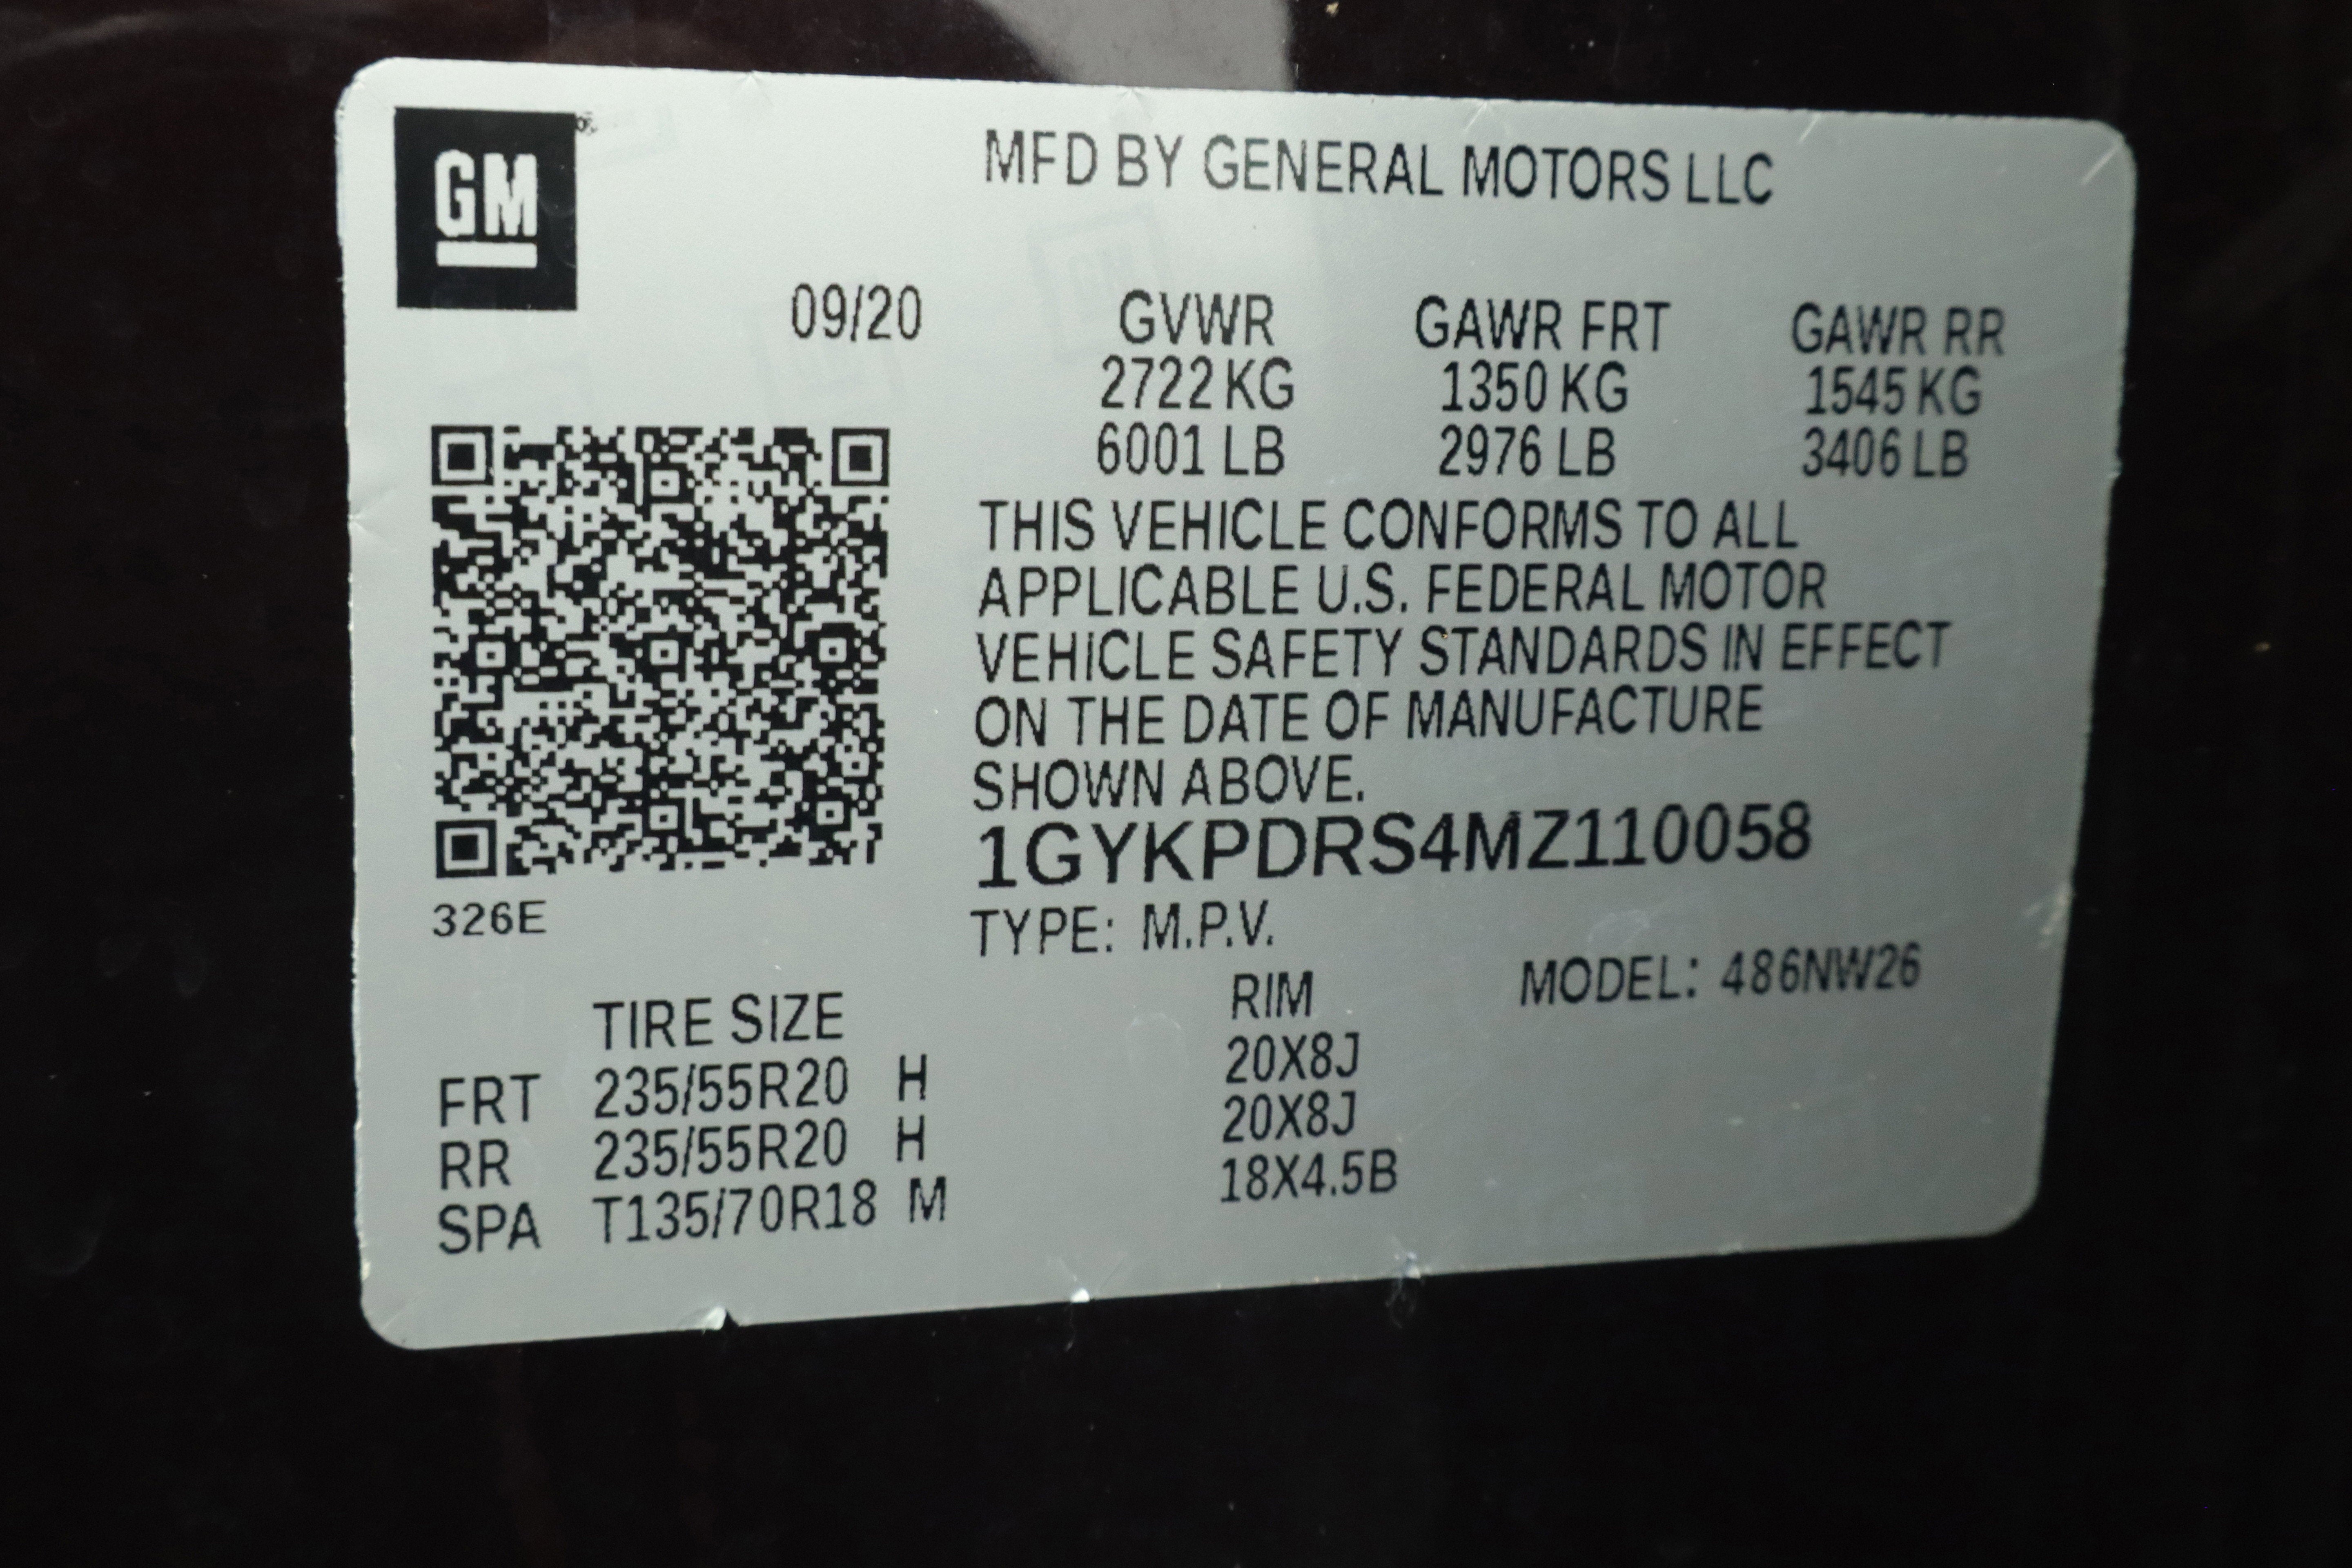 GM
MFD BY GENERAL MOTORS LLC
09/20 GVWR GAWR FRT GAWR RR
2722 KG 1350 KG 1545 KG
6001 LB 2976 LB 3406 LB
THIS VEHICLE CONFORMS TO ALL
APPLICABLE U.S. FEDERAL MOTOR
VEHICLE SAFETY STANDARDS IN EFFECT
ON THE DATE OF MANUFACTURE
SHOWN ABOVE.
1GYKPDRS4MZ110058
326E
TYPE: M.P.V.
MODEL: 486NW26
TIRE SIZE RIM
FRT 235/55R20 H 20X8J
RR 235/55R20 H 20X8J
SPA T135/70R18 M 18X4.5B